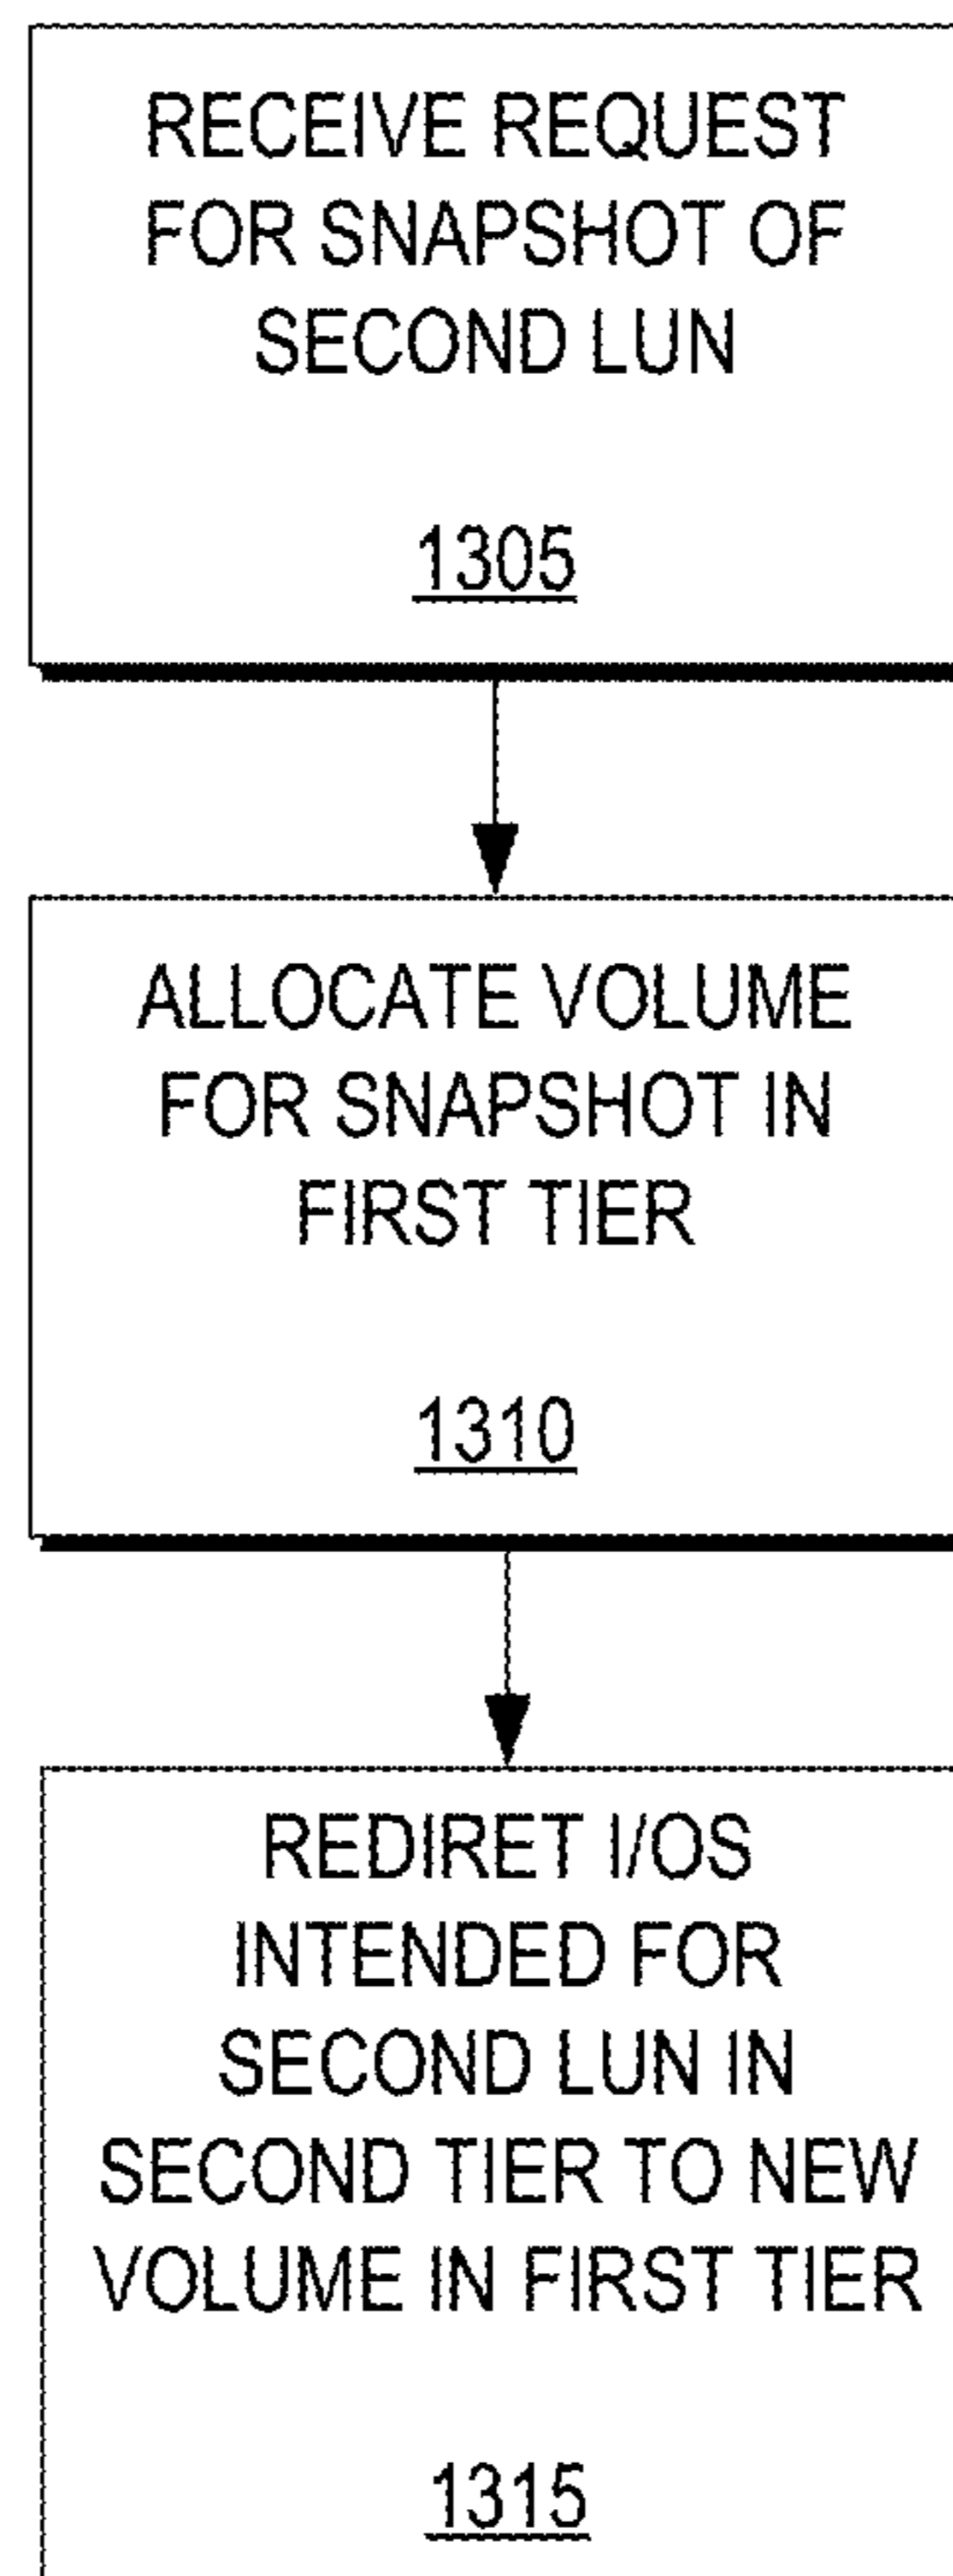 RECEIVE REQUEST
FOR SNAPSHOT OF
SECOND LUN
1305
ALLOCATE VOLUME
FOR SNAPSHOT IN
FIRST TIER
1310
REDIRET I/OS
INTENDED FOR
SECOND LUN IN
SECOND TIER TO NEW
VOLUME IN FIRST TIER
1315